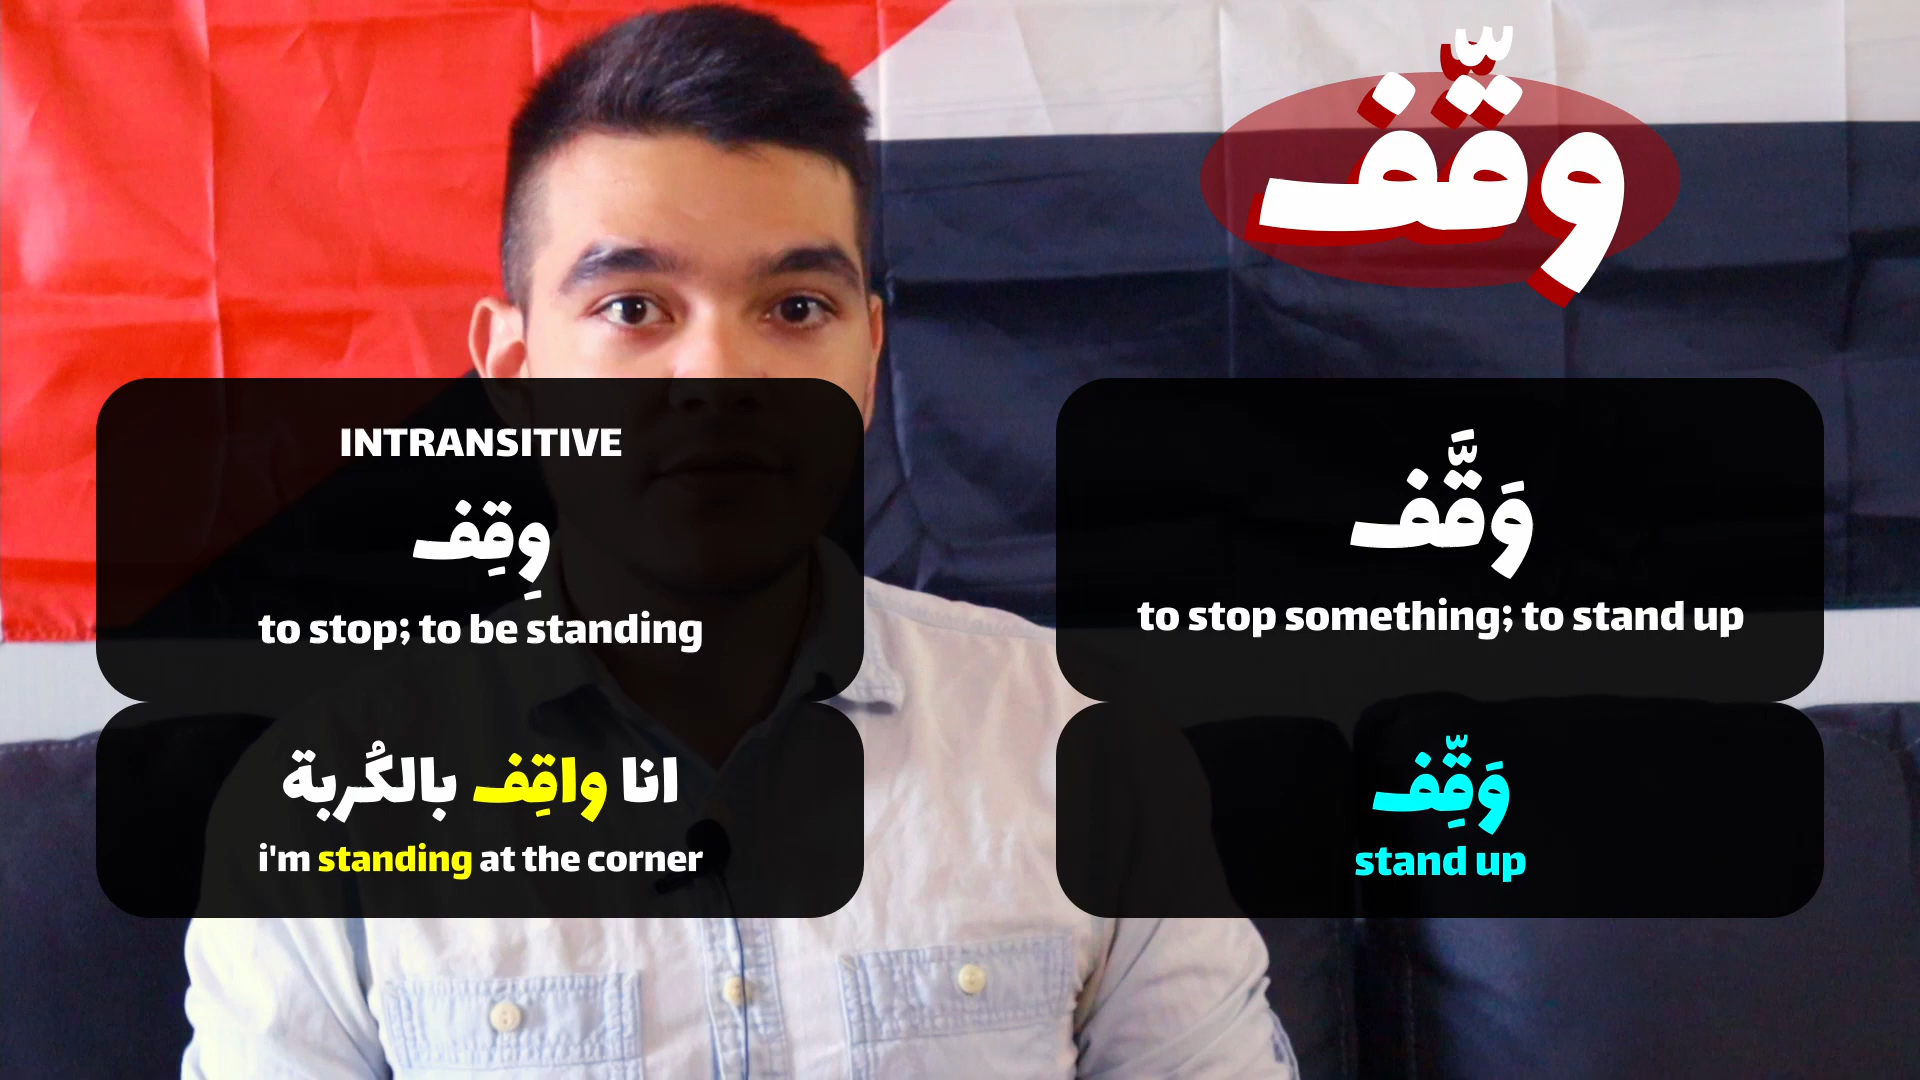 وقّف
INTRANSITIVE
وِقِف
to stop; to be standing
انا واقِف بالگُربة
i'm standing at the corner
وَقَّف
to stop something; to stand up
وَقِّف
stand up